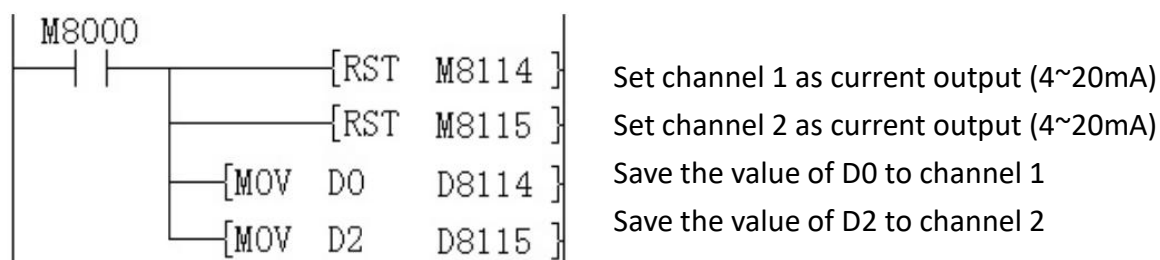 M8000
[RST M8114 ] Set channel 1 as current output (4~20mA)
[RST M8115 ] Set channel 2 as current output (4~20mA)
[MOV D0 D8114 ] Save the value of D0 to channel 1
[MOV D2 D8115 ] Save the value of D2 to channel 2